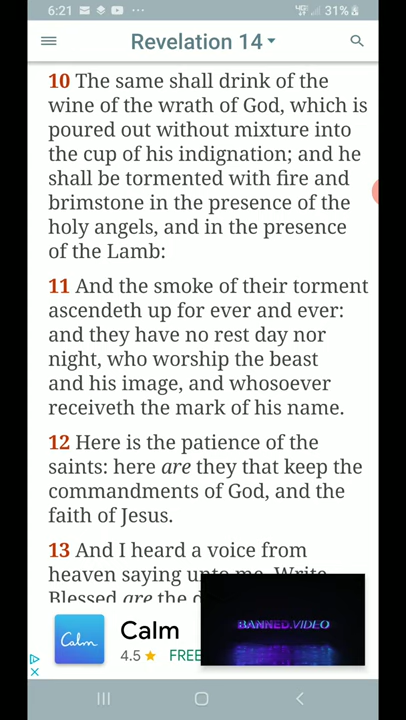 6:21
31%
Revelation 14
10 The same shall drink of the
wine of the wrath of God, which is
poured out without mixture into
the cup of his indignation; and he
shall be tormented with fire and
brimstone in the presence of the
holy angels, and in the presence
of the Lamb:
11 And the smoke of their torment
ascendeth up for ever and ever:
and they have no rest day nor
night, who worship the beast
and his image, and whosoever
receiveth the mark of his name.
12 Here is the patience of the
saints: here are they that keep the
commandments of God, and the
faith of Jesus.
13 And I heard a voice from
heaven saying unto me, Write,
Blessed are the
Calm
Calm
4.5 ★ FREE
BANNED.VIDEO